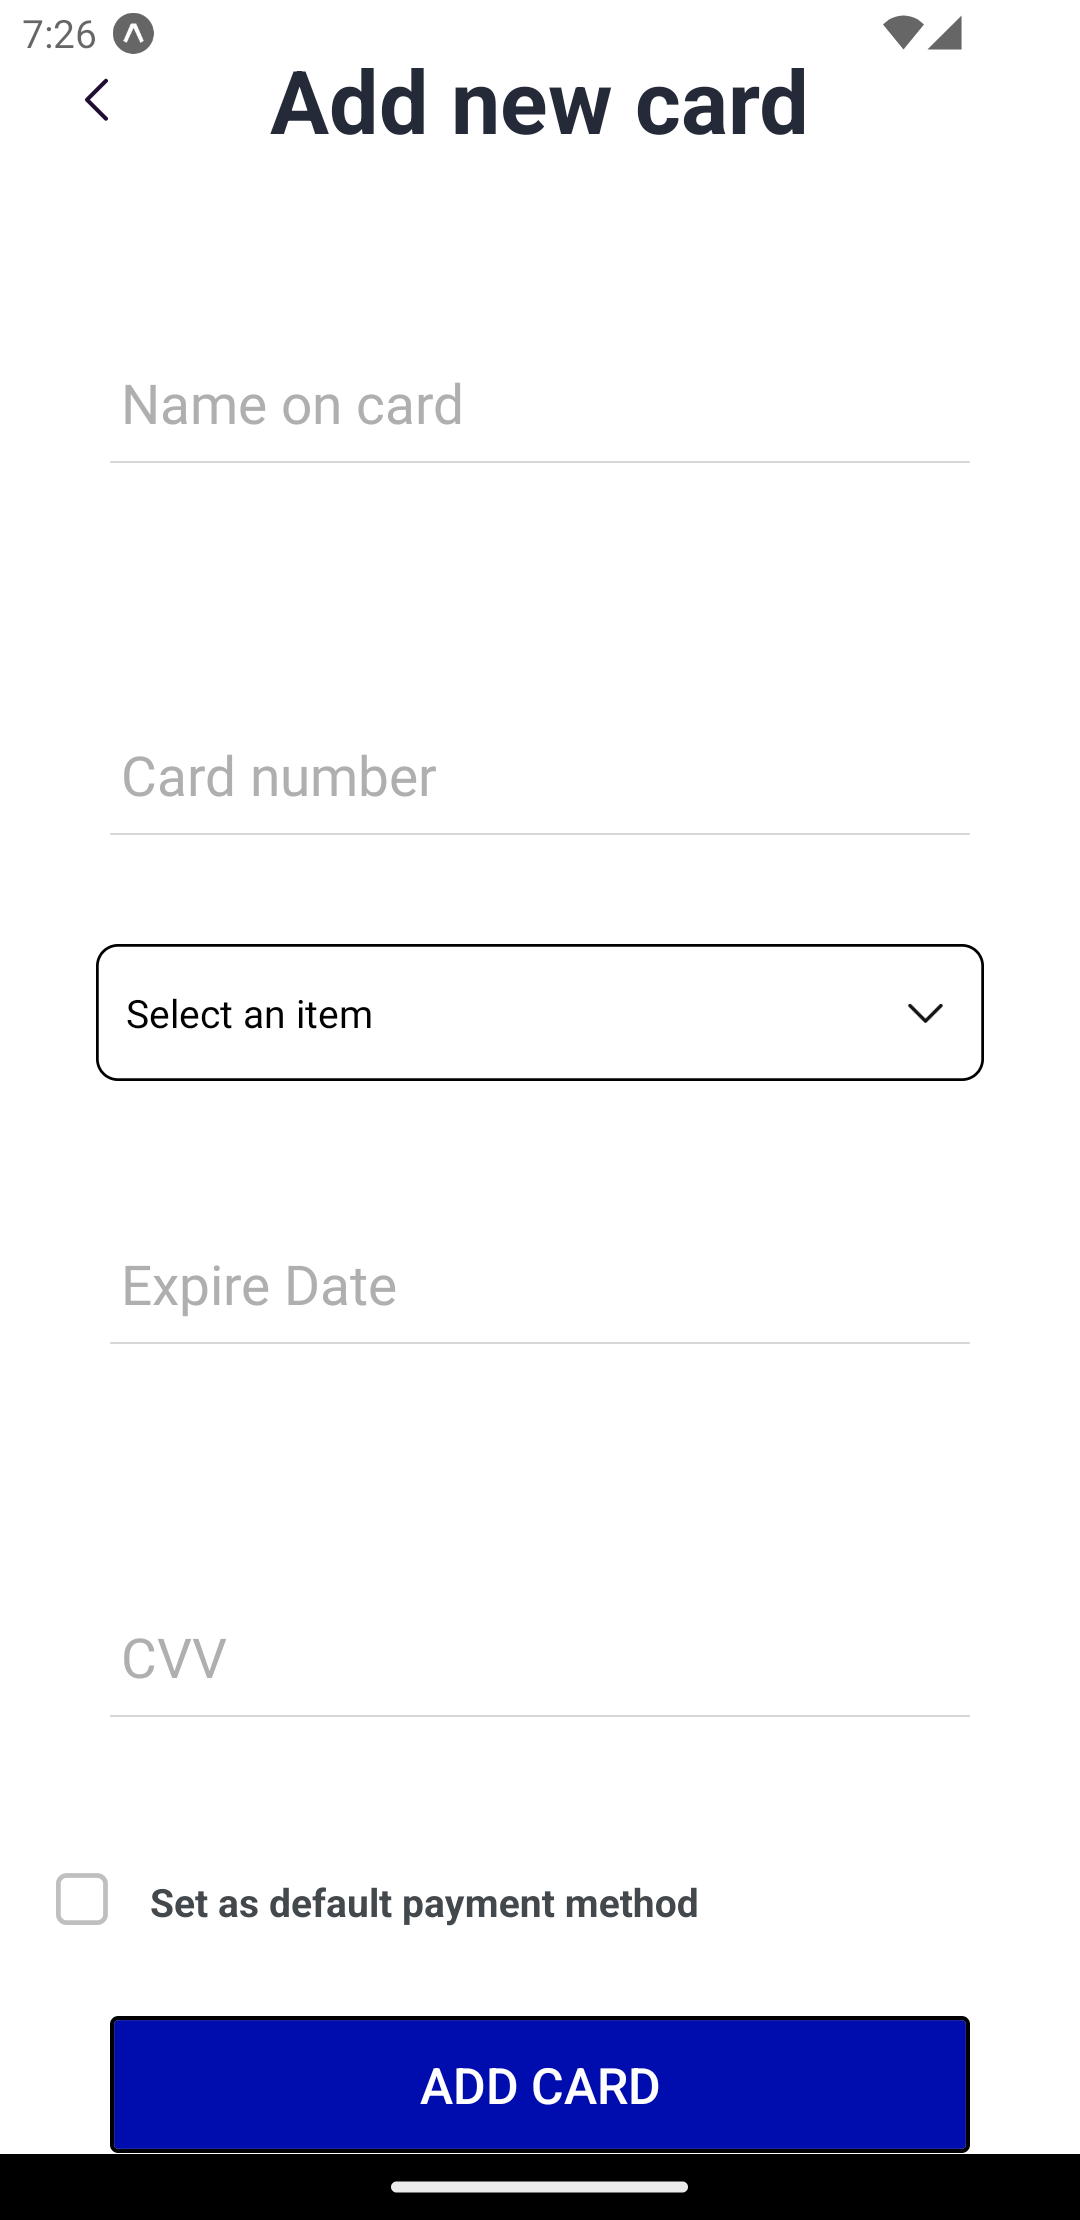 7:26
Add new card
Name on card
Card number
Select an item
Expire Date
CVV
Set as default payment method
ADD CARD